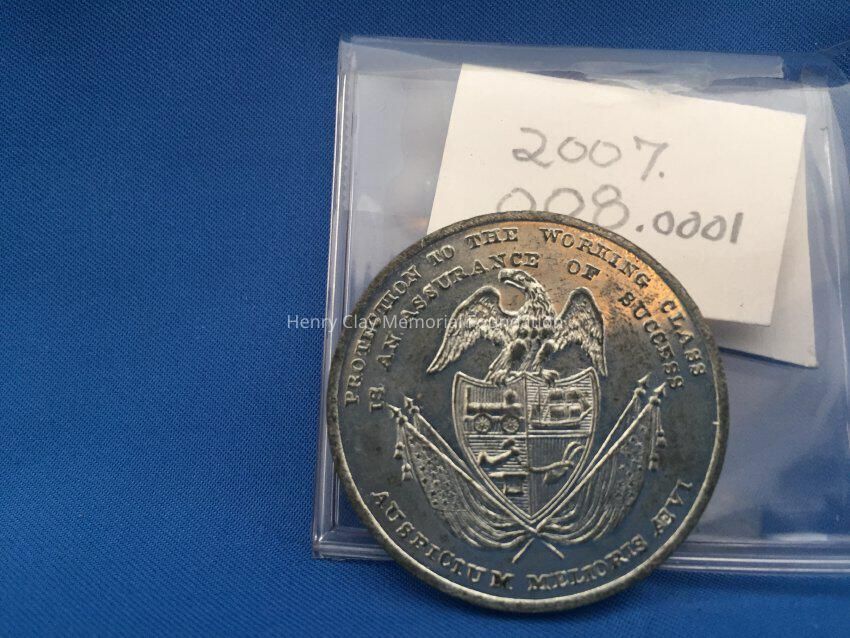 2007.
008.0001
PROTECTION TO THE WORKING CLASS
IS AN ASSURANCE OF SUCCESS
Henry Clay Memorial Foundation
AUSPICIUM MELIORIS ÆVI